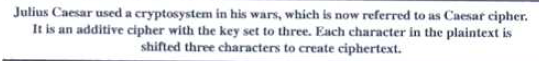 Julius Caesar used a cryptosystem in his wars, which is now referred to as Caesar cipher.
It is an additive cipher with the key set to three. Each character in the plaintext is
shifted three characters to create ciphertext.